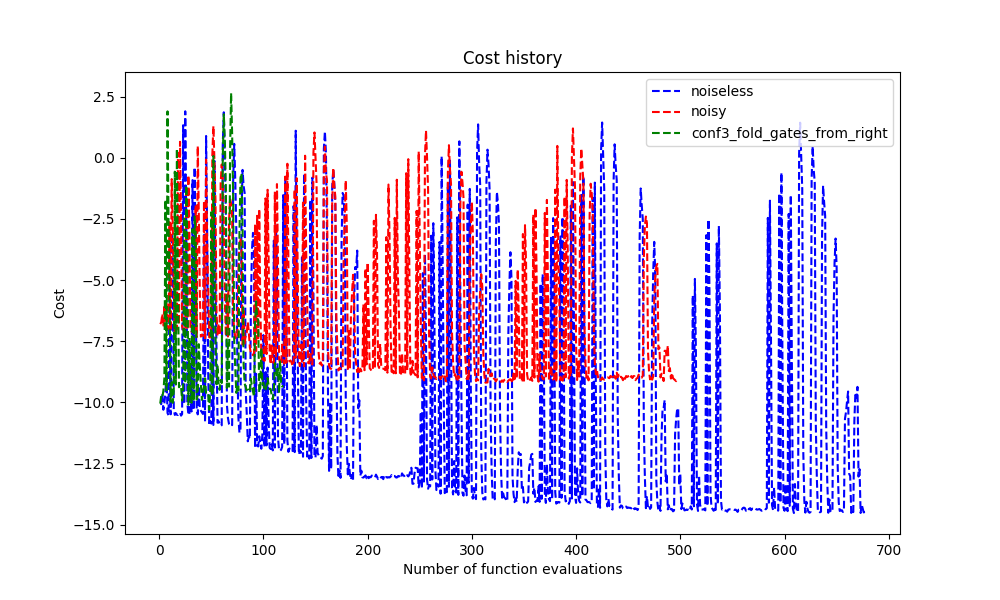 Cost history
noiseless
noisy
conf3_fold_gates_from_right
2.5
0.0
−2.5
−5.0
−7.5
−10.0
−12.5
−15.0
Cost
0 100 200 300 400 500 600 700
Number of function evaluations